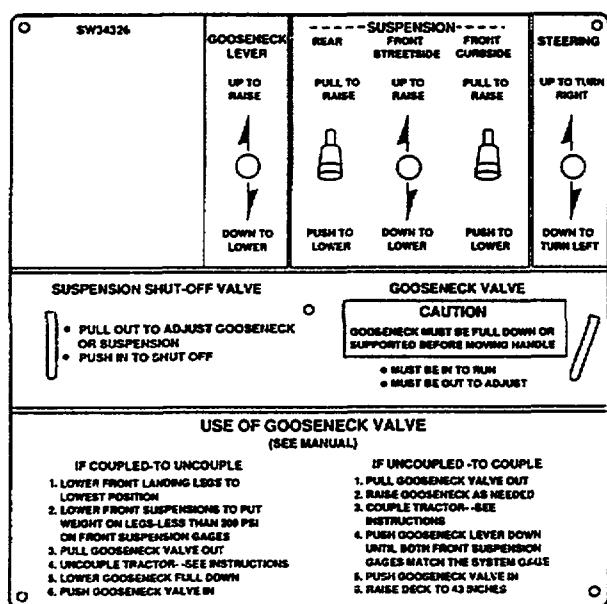 SW34326
GOOSENECK
LEVER
UP TO
RAISE
DOWN TO
LOWER
SUSPENSION
REAR
PULL TO
RAISE
PUSH TO
LOWER
FRONT
STREETSIDE
UP TO
RAISE
DOWN TO
LOWER
FRONT
CURBSIDE
PULL TO
RAISE
PUSH TO
LOWER
STEERING
UP TO TURN
RIGHT
DOWN TO
TURN LEFT
SUSPENSION SHUT-OFF VALVE
• PULL OUT TO ADJUST GOOSENECK
OR SUSPENSION
• PUSH IN TO SHUT OFF
GOOSENECK VALVE
CAUTION
GOOSENECK MUST BE FULL DOWN OR
SUPPORTED BEFORE MOVING HANDLE
• MUST BE IN TO RUN
• MUST BE OUT TO ADJUST
USE OF GOOSENECK VALVE
(SEE MANUAL)
IF COUPLED-TO UNCOUPLE
1. LOWER FRONT LANDING LEGS TO
LOWEST POSITION
2. LOWER FRONT SUSPENSIONS TO PUT
WEIGHT ON LEGS-LESS THAN 200 PSI
ON FRONT SUSPENSION GAGES
3. PULL GOOSENECK VALVE OUT
4. UNCOUPLE TRACTOR--SEE INSTRUCTIONS
5. LOWER GOOSENECK FULL DOWN
6. PUSH GOOSENECK VALVE IN
IF UNCOUPLED -TO COUPLE
1. PULL GOOSENECK VALVE OUT
2. RAISE GOOSENECK AS NEEDED
3. COUPLE TRACTOR--SEE
INSTRUCTIONS
4. PUSH GOOSENECK LEVER DOWN
UNTIL BOTH FRONT SUSPENSION
GAGES MATCH THE SYSTEM GAGE
5. PUSH GOOSENECK VALVE IN
6. RAISE DECK TO 43 INCHES